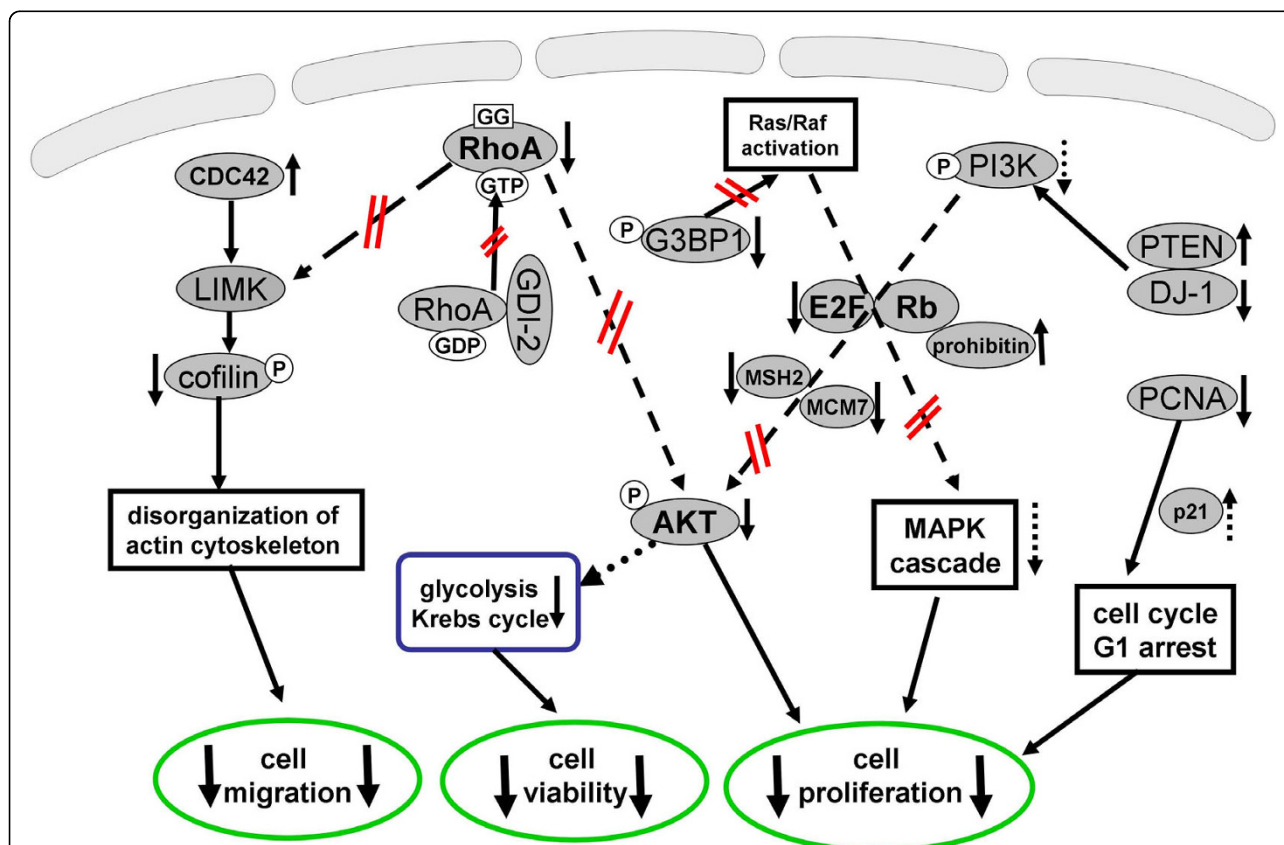 GG
RhoA
GTP
Ras/Raf
activation
P
PI3K
CDC42
P
G3BP1
PTEN
DJ-1
LIMK
RhoA
GDP
GDI-2
E2F
Rb
prohibitin
cofilin
P
MSH2
MCM7
PCNA
P
AKT
p21
disorganization of
actin cytoskeleton
MAPK
cascade
glycolysis
Krebs cycle
cell cycle
G1 arrest
cell
migration
cell
viability
cell
proliferation